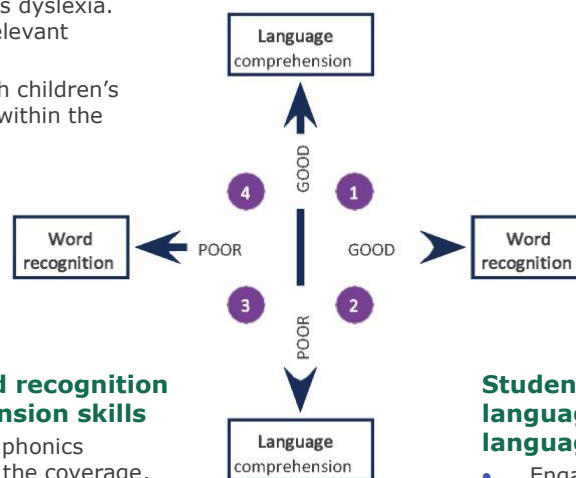 s dyslexia.
elevant
children's
within the
Language
comprehension
GOOD
4
1
Word
recognition
POOR
GOOD
Word
recognition
3
2
POOR
d recognition
nsion skills
phonics
the coverage.
Language
comprehension
Studen
languag
languag
Enga